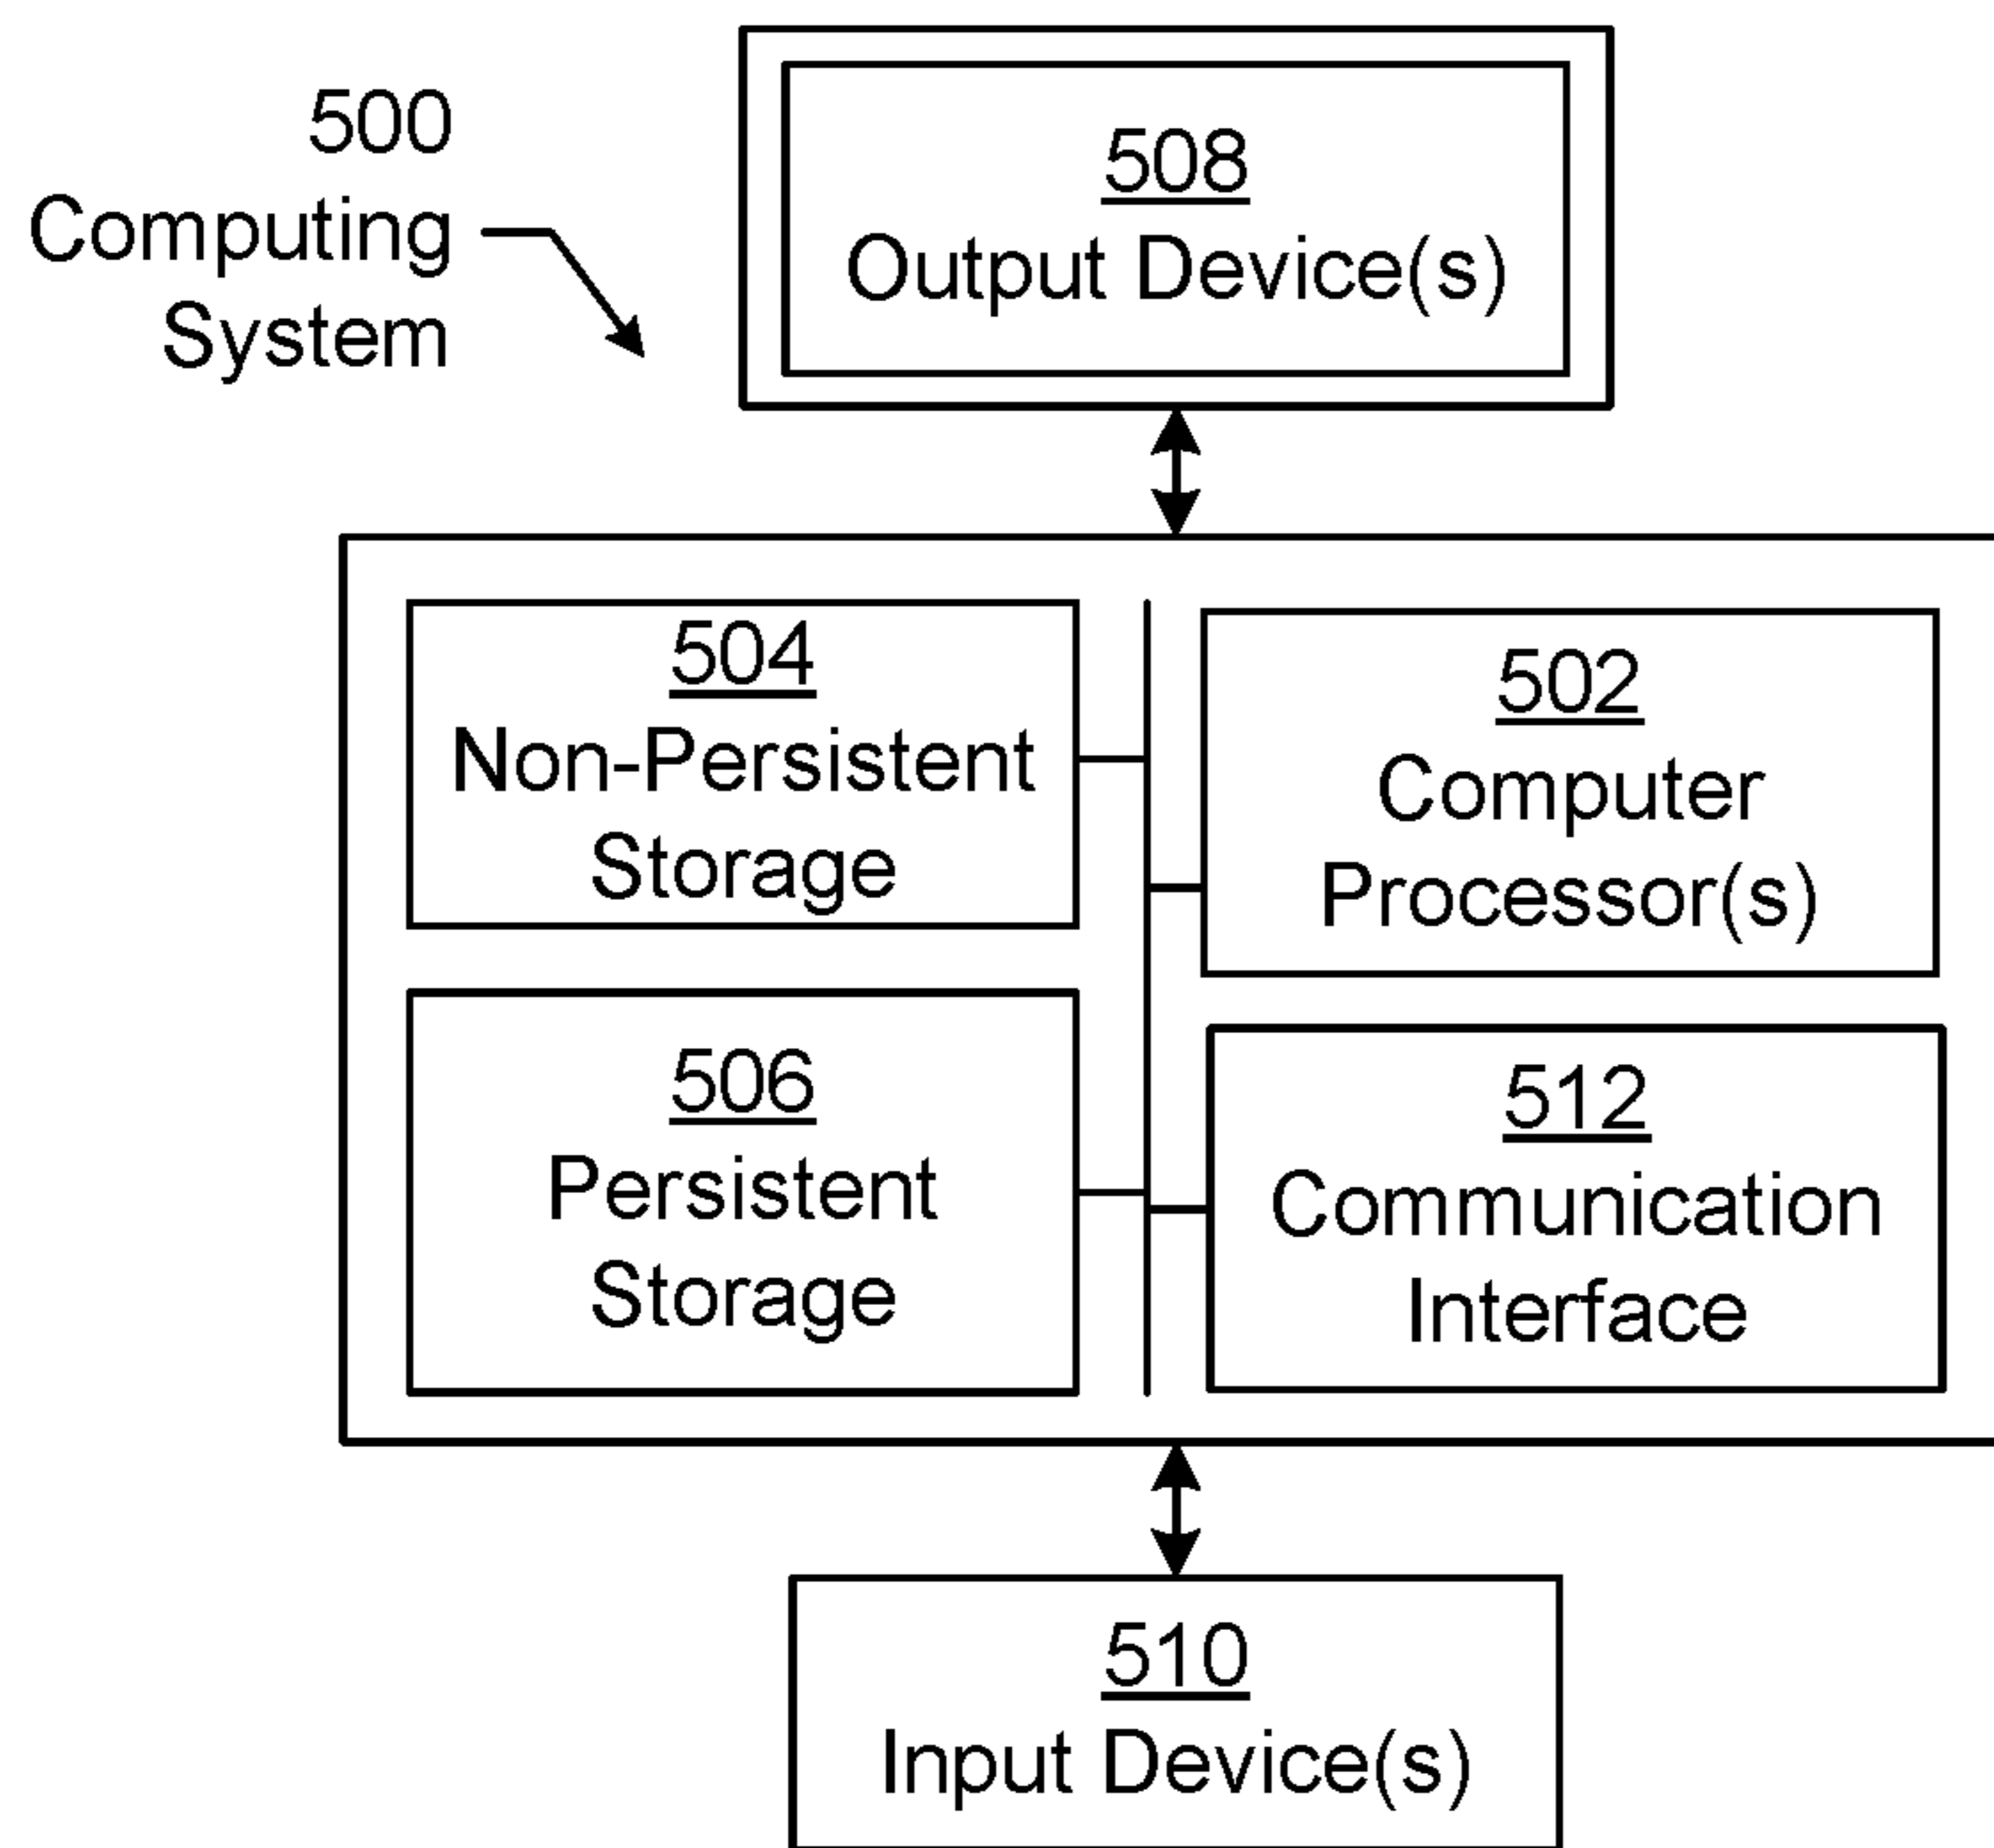 500
Computing
System
508
Output Device(s)
504
Non-Persistent
Storage
502
Computer
Processor(s)
506
Persistent
Storage
512
Communication
Interface
510
Input Device(s)